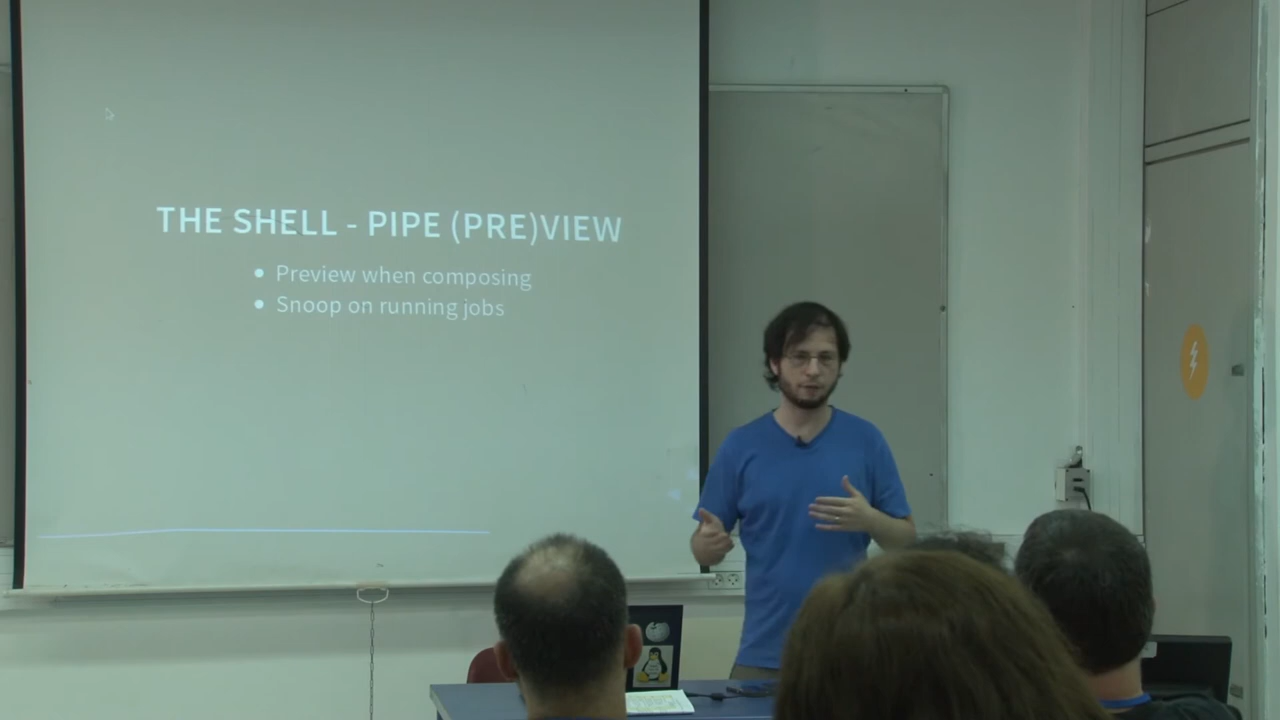 THE SHELL - PIPE (PRE)VIEW
Preview when composing
Snoop on running jobs